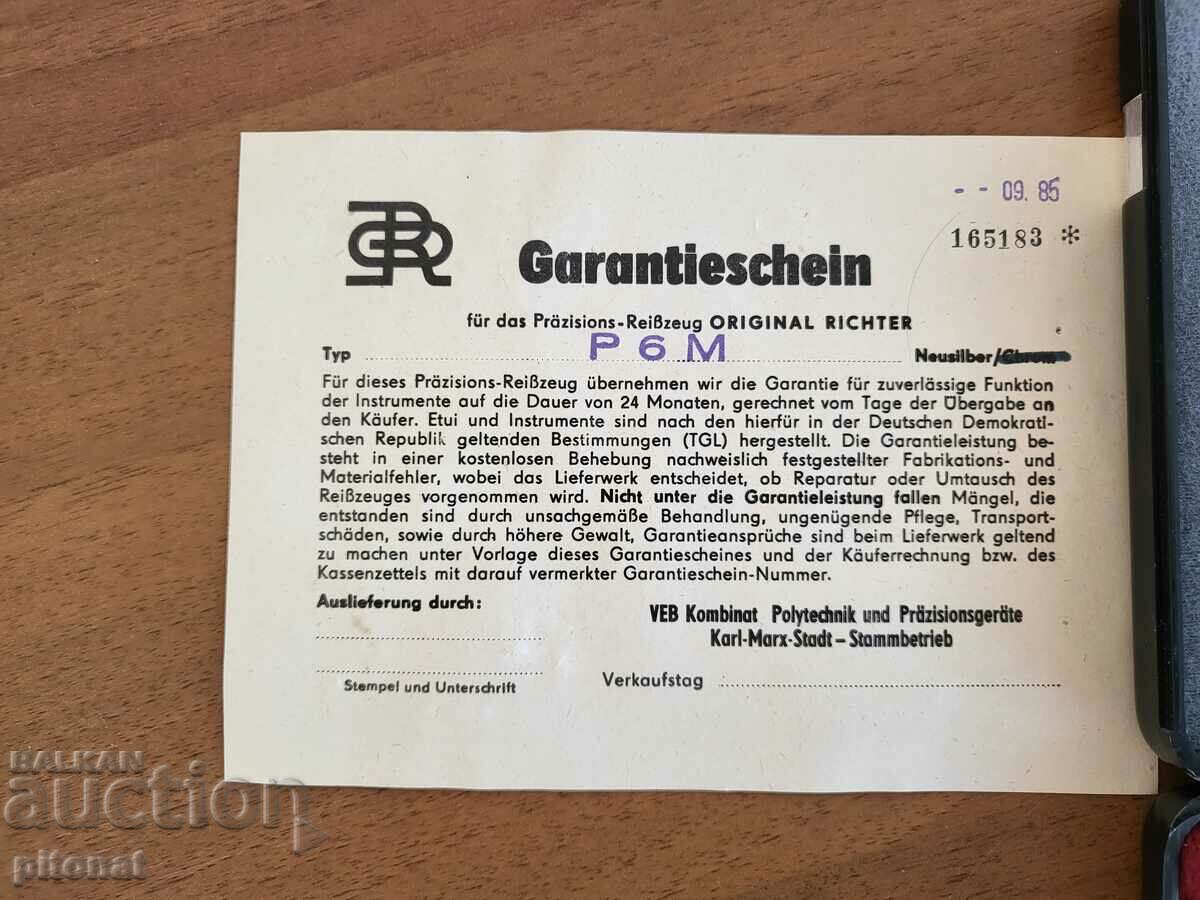 - - 09. 85
165183 *
Garantieschein
für das Präzisions-Reißzeug ORIGINAL RICHTER
Typ P 6 M Neusilber/Chrom
Für dieses Präzisions-Reißzeug übernehmen wir die Garantie für zuverlässige Funktion
der Instrumente auf die Dauer von 24 Monaten, gerechnet vom Tage der Übergabe an
den Käufer. Etui und Instrumente sind nach den hierfür in der Deutschen Demokrati-
schen Republik geltenden Bestimmungen (TGL) hergestellt. Die Garantieleistung be-
steht in einer kostenlosen Behebung nachweislich festgestellter Fabrikations- und
Materialfehler, wobei das Lieferwerk entscheidet, ob Reparatur oder Umtausch des
Reißzeuges vorgenommen wird. Nicht unter die Garantieleistung fallen Mängel, die
entstanden sind durch unsachgemäße Behandlung, ungenügende Pflege, Transport-
schäden, sowie durch höhere Gewalt, Garantieansprüche sind beim Lieferwerk geltend
zu machen unter Vorlage dieses Garantiescheines und der Käuferrechnung bzw. des
Kassenzettels mit darauf vermerkter Garantieschein-Nummer.
Auslieferung durch:
VEB Kombinat Polytechnik und Präzisionsgeräte
Karl-Marx-Stadt – Stammbetrieb
Stempel und Unterschrift
Verkaufstag
BALKAN
auction
pifonat